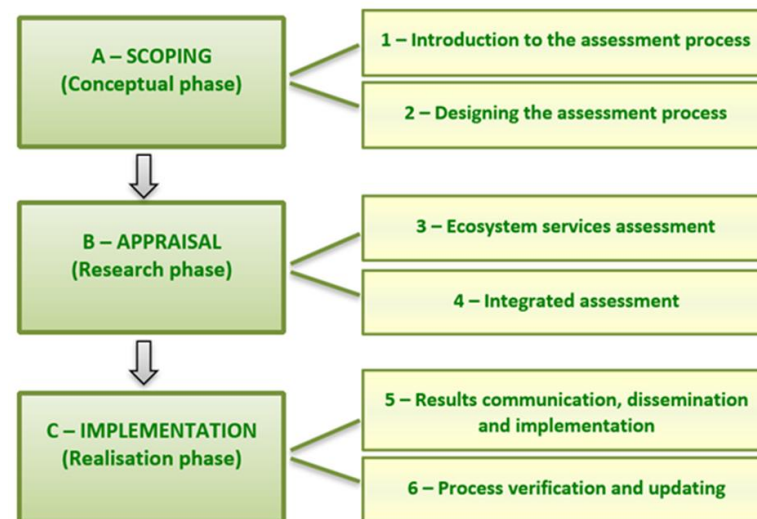 A – SCOPING
(Conceptual phase)
1 – Introduction to the assessment process
2 – Designing the assessment process
B – APPRAISAL
(Research phase)
3 – Ecosystem services assessment
4 – Integrated assessment
C – IMPLEMENTATION
(Realisation phase)
5 – Results communication, dissemination
and implementation
6 – Process verification and updating